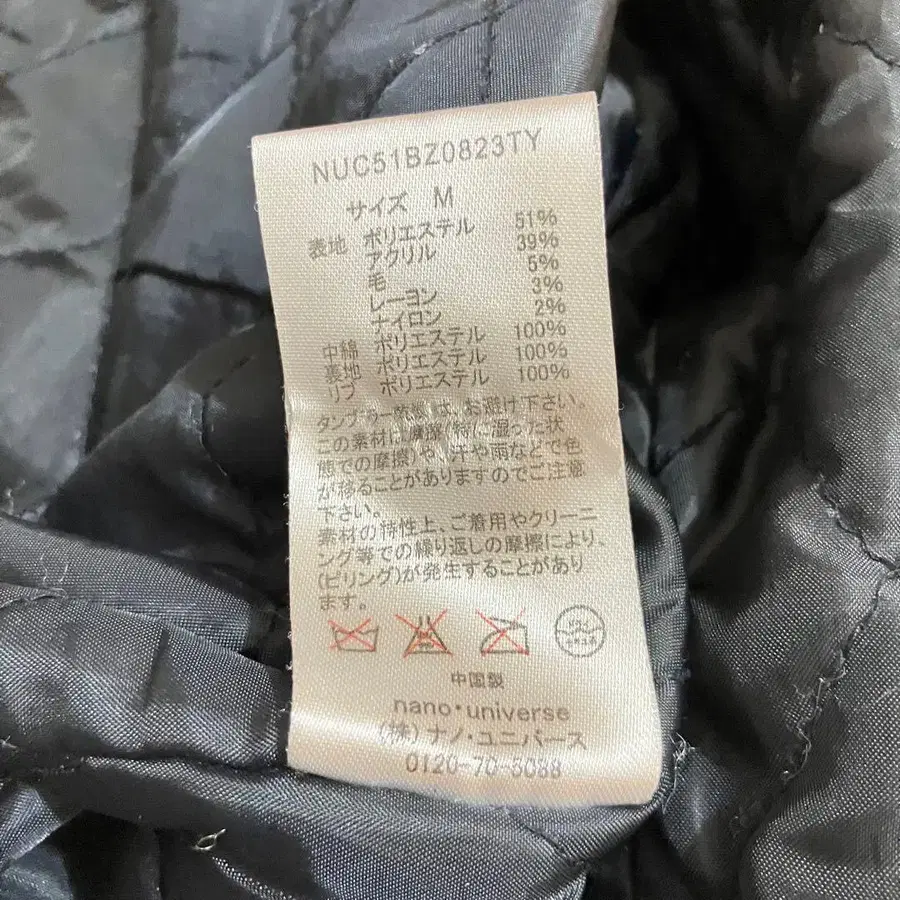 NUC51BZ0823TY
サイズ M
表地 ポリエステル 51%
アクリル 39%
毛 5%
レーヨン 3%
ナイロン 2%
中綿 ポリエステル 100%
裏地 ポリエステル 100%
リブ ポリエステル 100%
タンブラー乾燥は、お避け下さい。
この素材は摩擦(特に湿った状
態での摩擦)や、汗や雨などで色
が移ることがありますのでご注意
下さい。
素材の特性上、ご着用やクリーニ
ング等での繰り返しの摩擦により、
(ピリング)が発生することがあり
ます。
ドライ
中国製
nano・universe
(株)ナノ・ユニバース
0120-70-3088